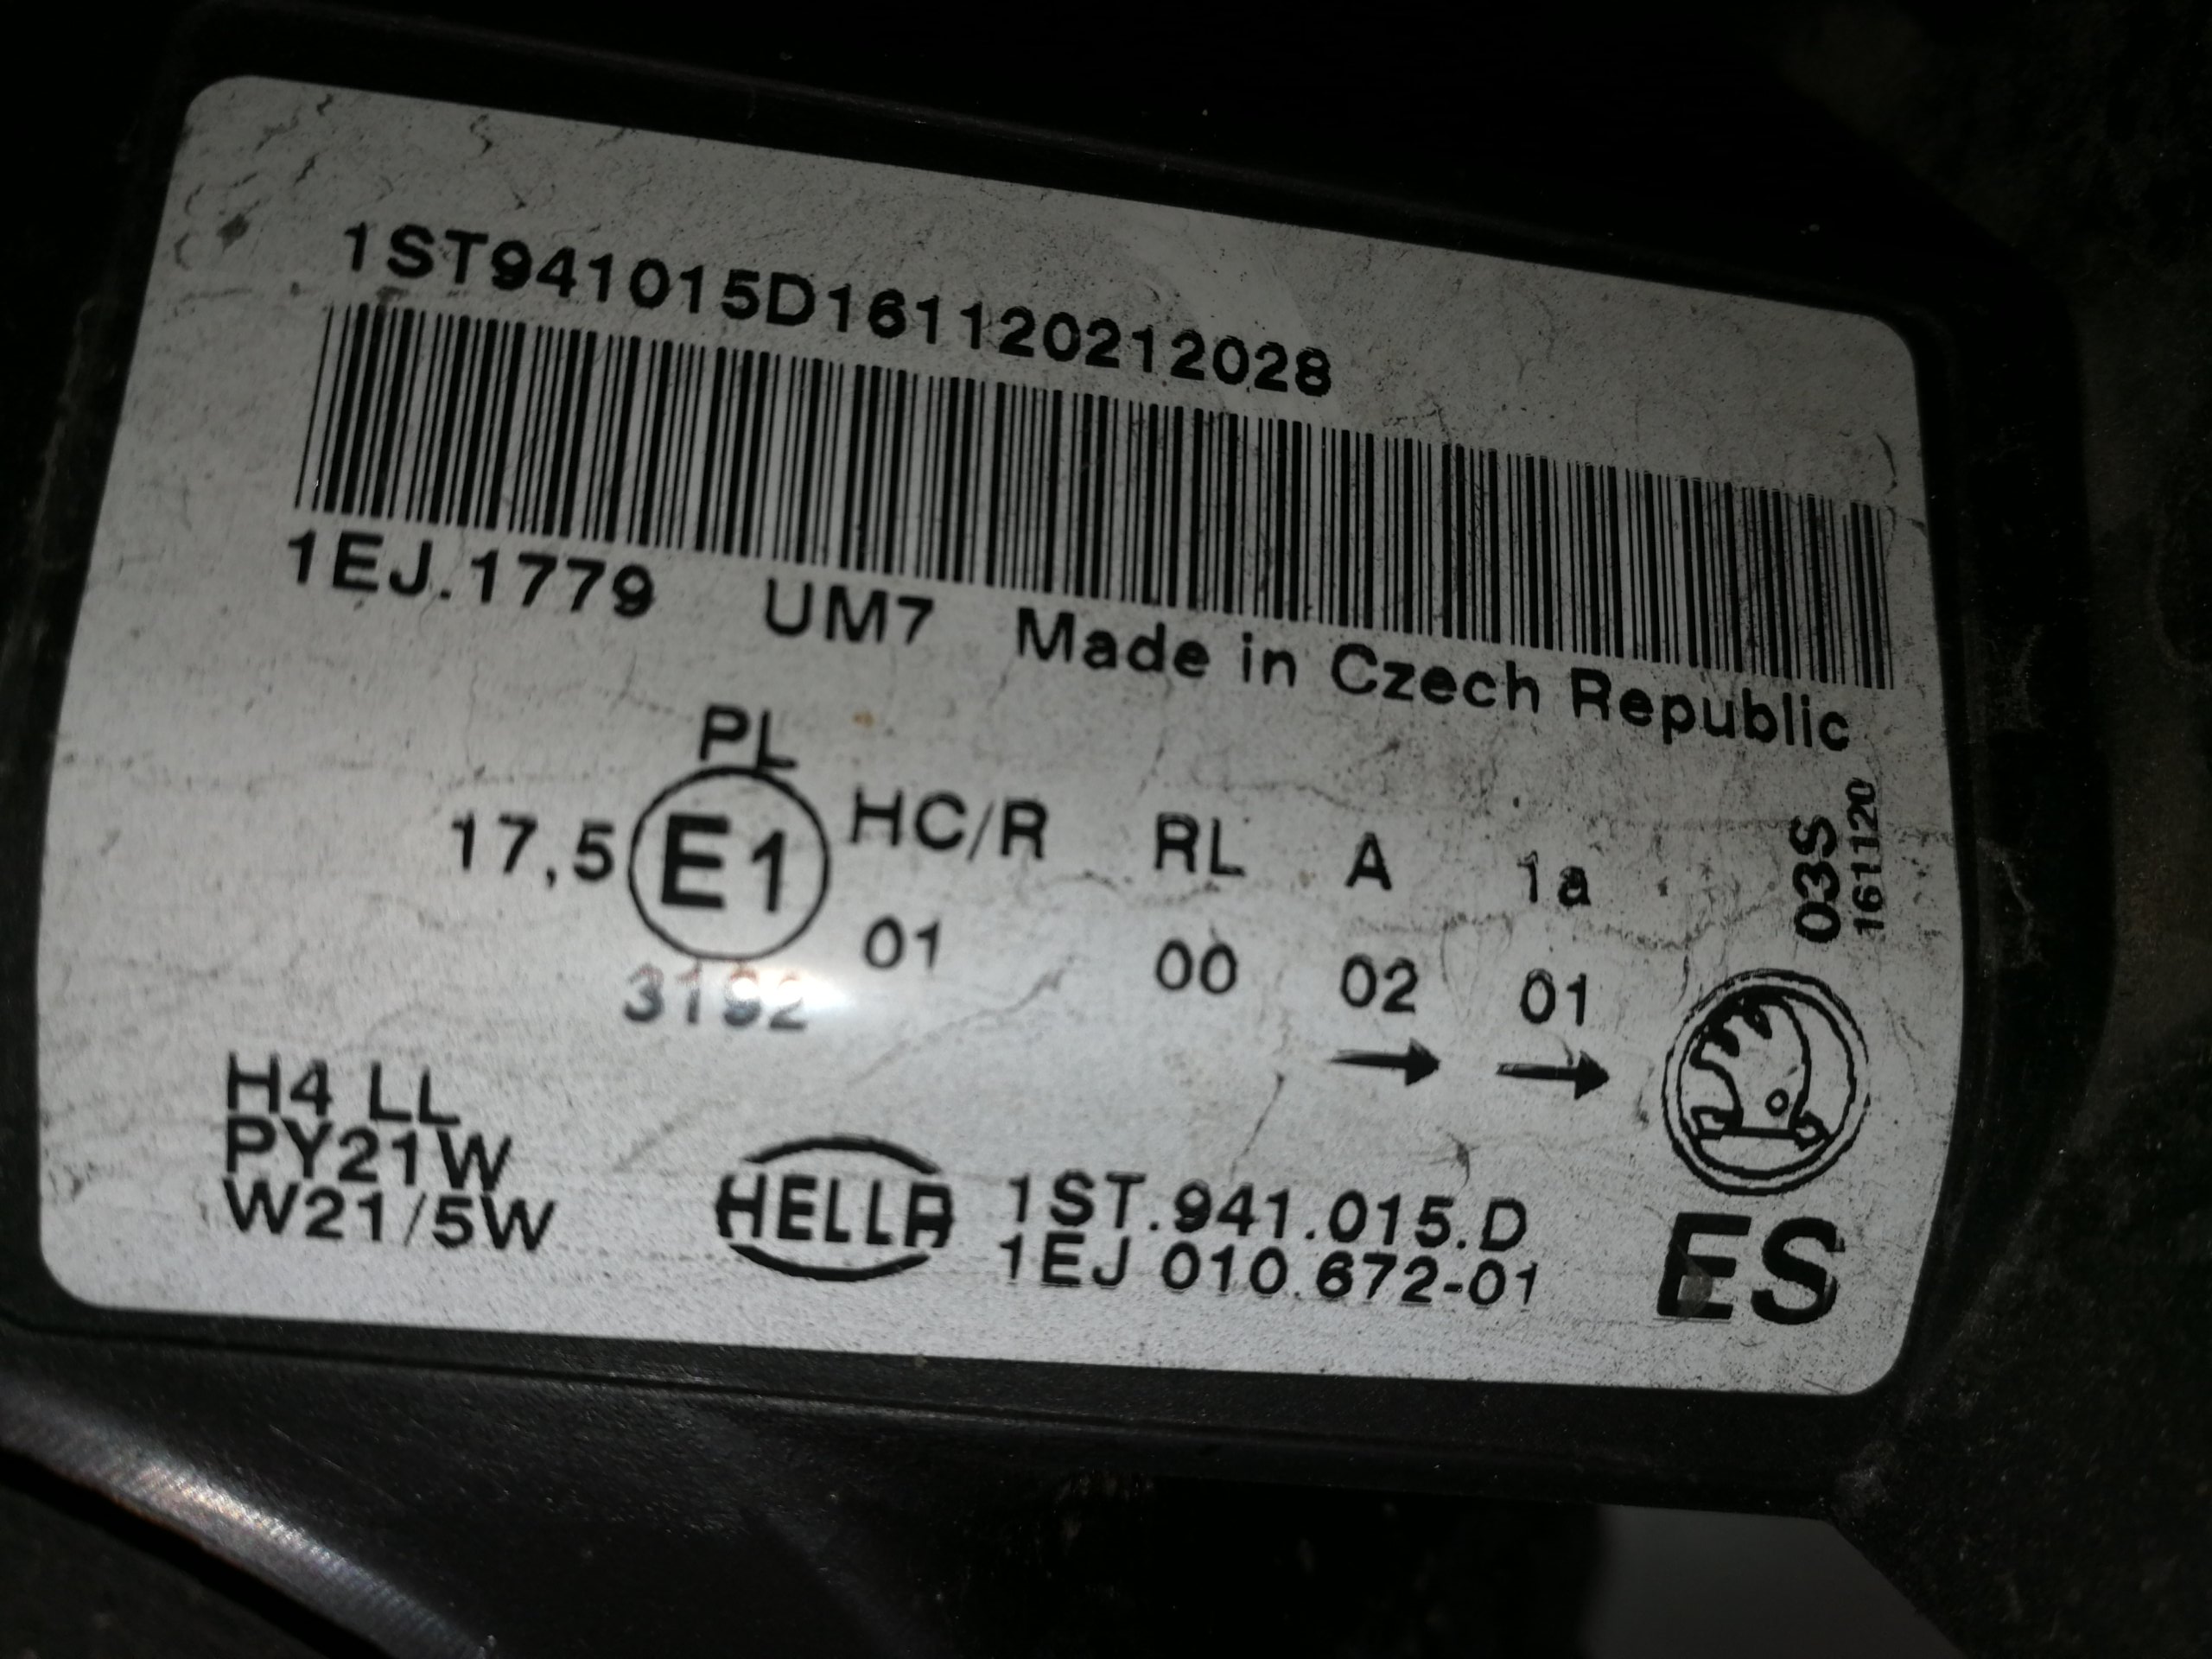 1ST941015D161120212028
1EJ.1779 UM7 Made in Czech Republic
PL
17,5 E1 HC/R RL A 1a
01 00 02 01
3192
→ →
03S
161120
H4 LL
PY21W
W21/5W
HELLA
1ST.941.015.D
1EJ 010.672-01
ES